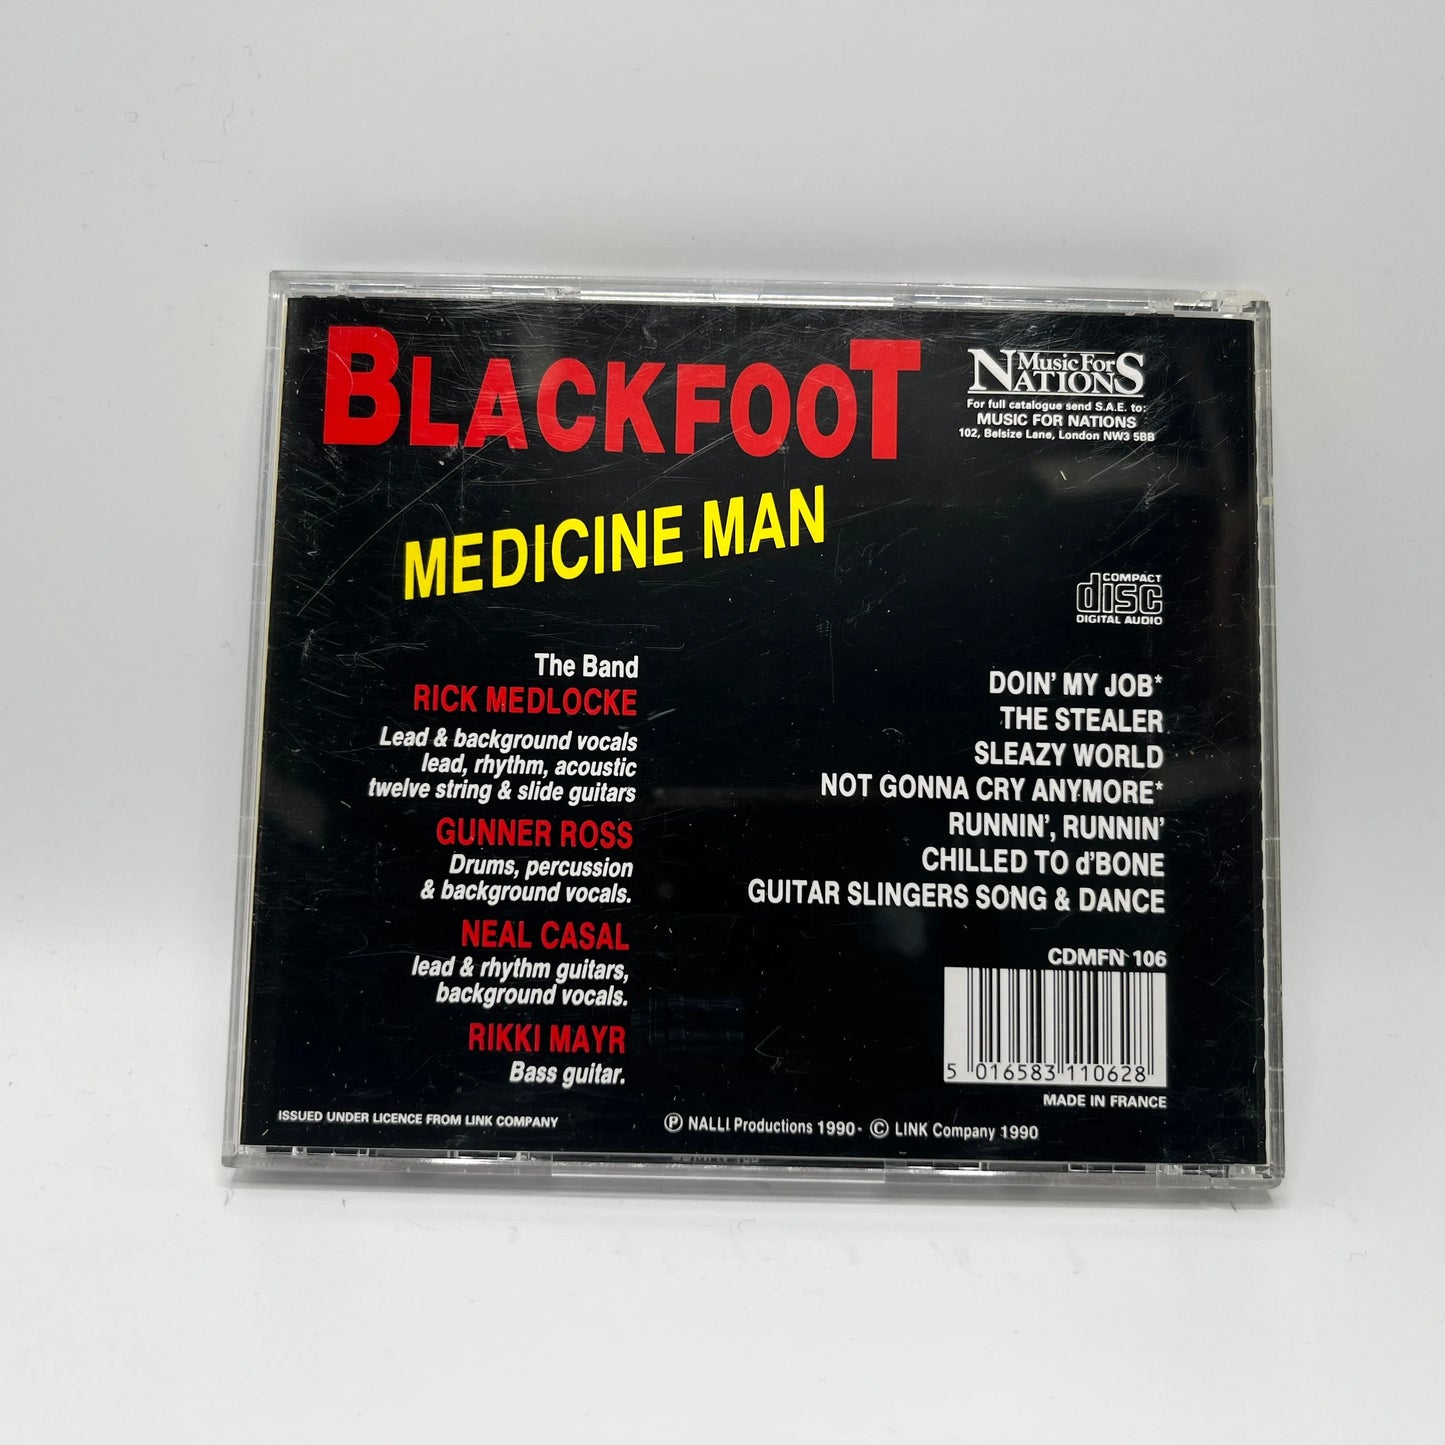 BLACKFOOT
MEDICINE MAN
Music For
NATIONS
For full catalogue send S.A.E. to:
MUSIC FOR NATIONS
102, Belsize Lane, London NW3 5BB
COMPACT
disc
DIGITAL AUDIO
The Band
RICK MEDLOCKE
Lead & background vocals
lead, rhythm, acoustic
twelve string & slide guitars
GUNNER ROSS
Drums, percussion
& background vocals.
NEAL CASAL
lead & rhythm guitars,
background vocals.
RIKKI MAYR
Bass guitar.
DOIN' MY JOB*
THE STEALER
SLEAZY WORLD
NOT GONNA CRY ANYMORE*
RUNNIN', RUNNIN'
CHILLED TO d'BONE
GUITAR SLINGERS SONG & DANCE
CDMFN 106
5 016583 110628
MADE IN FRANCE
ISSUED UNDER LICENCE FROM LINK COMPANY
Ⓟ NALLI Productions 1990 - © LINK Company 1990